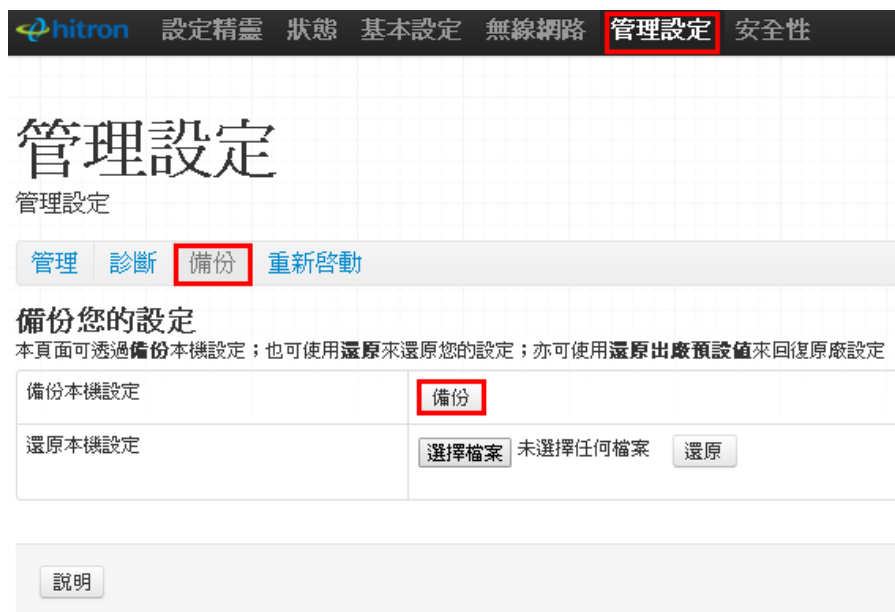 hitron 設定精靈 狀態 基本設定 無線網路 管理設定 安全性
管理設定
管理設定
管理 診斷 備份 重新啓動
備份您的設定
本頁面可透過備份本機設定；也可使用還原來還原您的設定；亦可使用還原出廠預設值來回復原廠設定
備份本機設定 備份
還原本機設定 選擇檔案 未選擇任何檔案 還原
說明